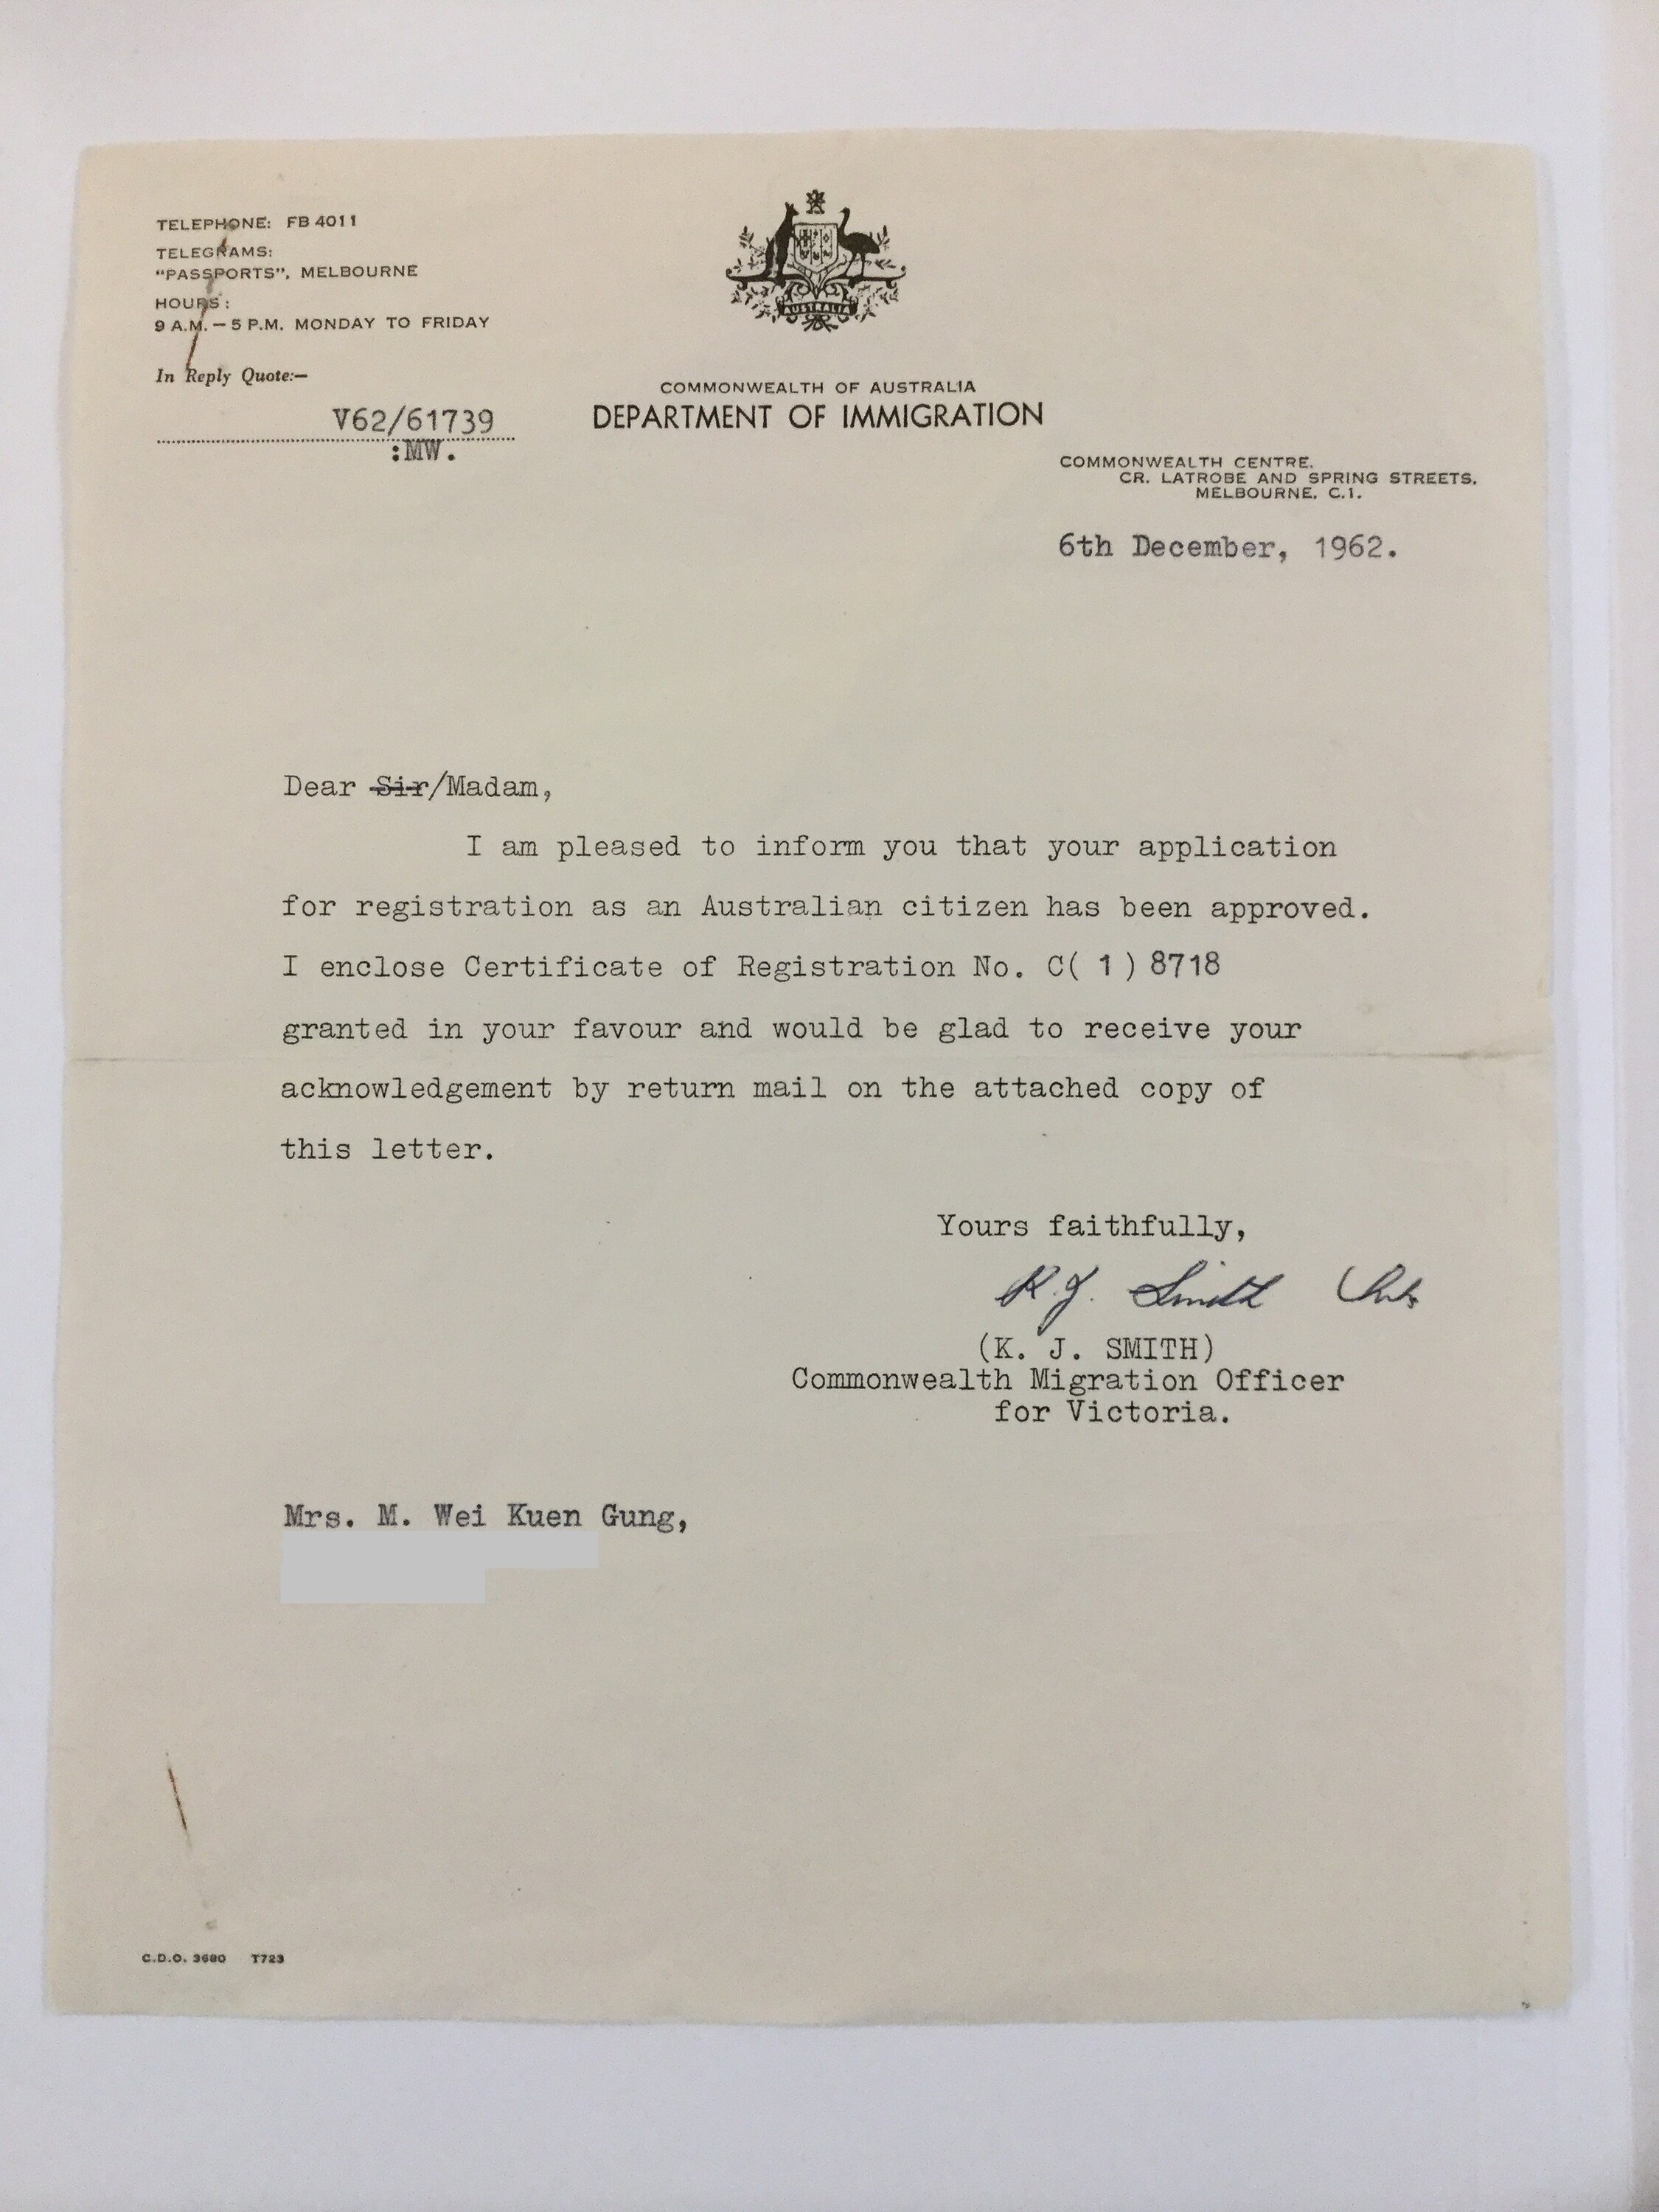 TELEPHONE: FB 4011
TELEGRAMS:
"PASSPORTS", MELBOURNE
HOURS:
9 A.M. — 5 P.M. MONDAY TO FRIDAY
In Reply Quote:—
V62/61739
:MW.
AUSTRALIA
COMMONWEALTH OF AUSTRALIA
DEPARTMENT OF IMMIGRATION
COMMONWEALTH CENTRE,
CR. LATROBE AND SPRING STREETS,
MELBOURNE, C.1.
6th December, 1962.
Dear Sir/Madam,
I am pleased to inform you that your application
for registration as an Australian citizen has been approved.
I enclose Certificate of Registration No. C( 1 ) 8718
granted in your favour and would be glad to receive your
acknowledgement by return mail on the attached copy of
this letter.
Yours faithfully,
K.J. Smith
(K. J. SMITH)
Commonwealth Migration Officer
for Victoria.
Mrs. M. Wei Kuen Gung,
C.D.O. 3680 T723